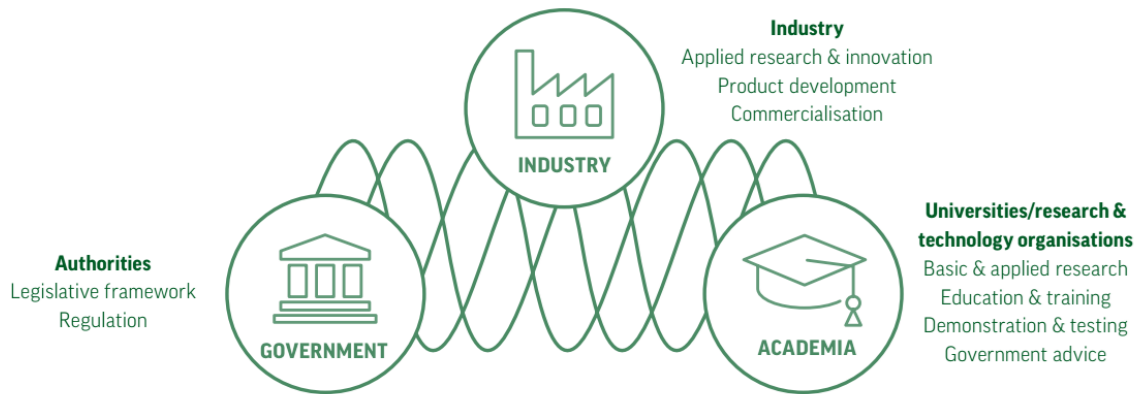 Industry
Applied research & innovation
Product development
Commercialisation
INDUSTRY
Authorities
Legislative framework
Regulation
GOVERNMENT
ACADEMIA
Universities/research &
technology organisations
Basic & applied research
Education & training
Demonstration & testing
Government advice